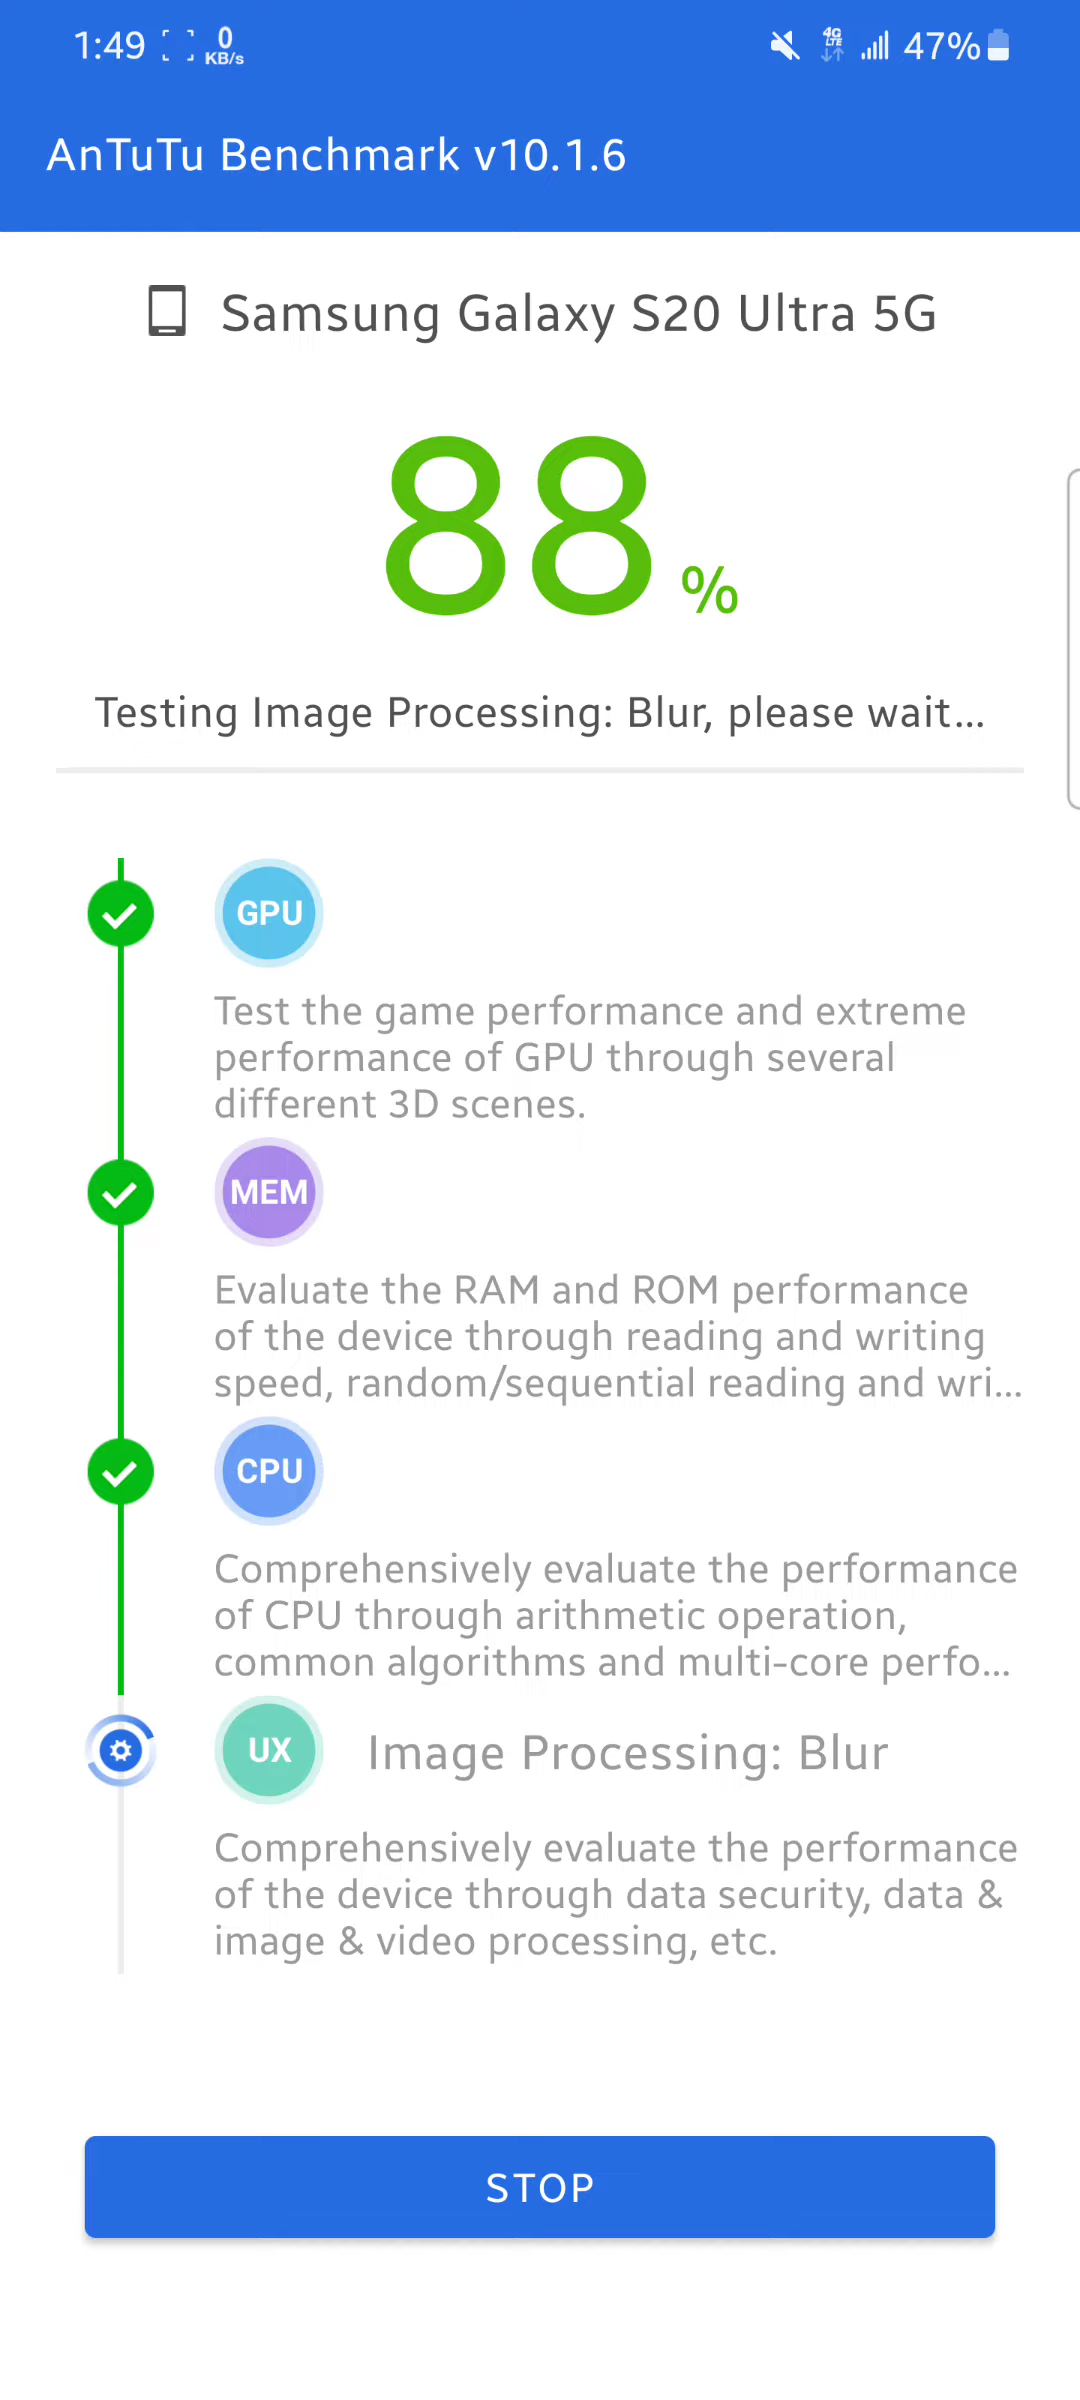 1:49 0 KB/s 4G LTE 47%
AnTuTu Benchmark v10.1.6
Samsung Galaxy S20 Ultra 5G
88%
Testing Image Processing: Blur, please wait...
GPU
Test the game performance and extreme
performance of GPU through several
different 3D scenes.
MEM
Evaluate the RAM and ROM performance
of the device through reading and writing
speed, random/sequential reading and wri...
CPU
Comprehensively evaluate the performance
of CPU through arithmetic operation,
common algorithms and multi-core perfo...
UX Image Processing: Blur
Comprehensively evaluate the performance
of the device through data security, data &
image & video processing, etc.
STOP